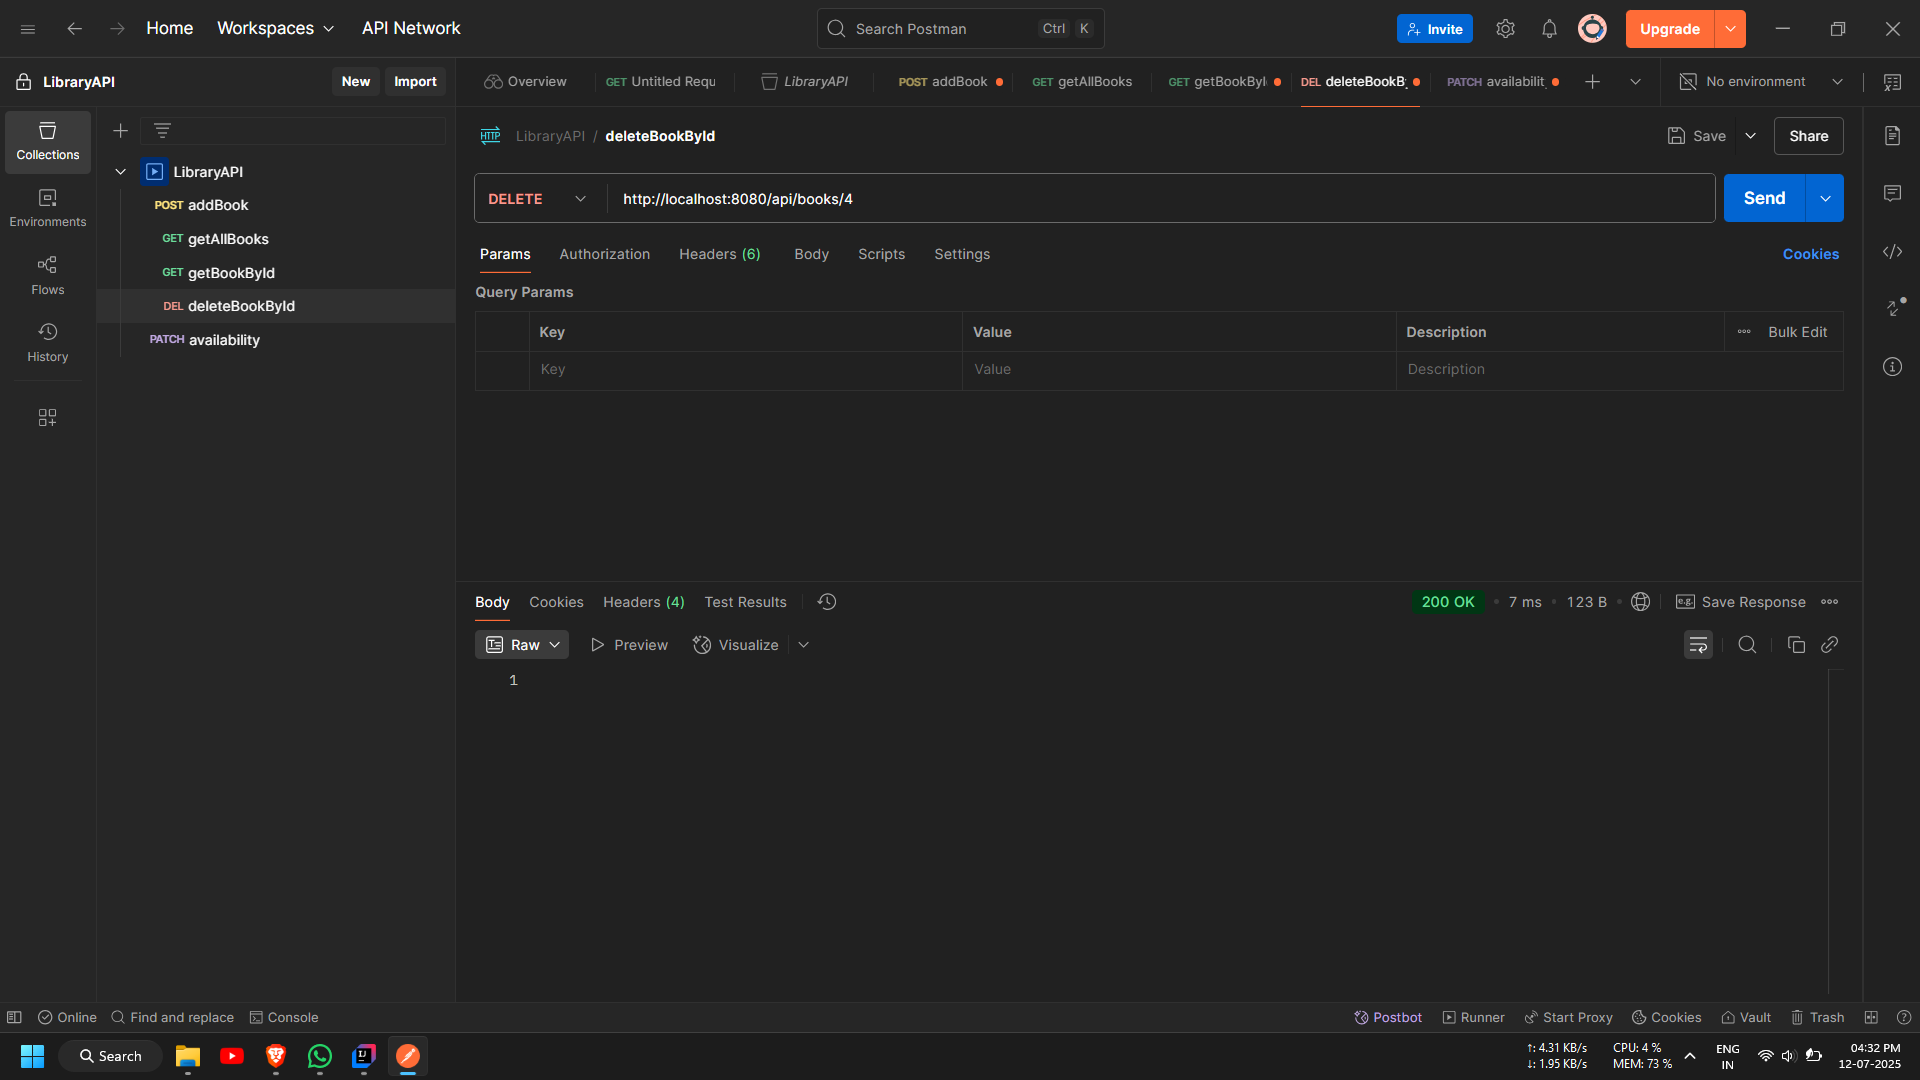 Home Workspaces API Network
Search Postman Ctrl K
Invite
Upgrade
LibraryAPI
New Import
Overview
GET Untitled Requ
LibraryAPI
POST addBook
GET getAllBooks
GET getBookByI
DEL deleteBookB
PATCH availabilit
No environment
Collections
Environments
Flows
History
LibraryAPI
POST addBook
GET getAllBooks
GET getBookById
DEL deleteBookById
PATCH availability
HTTP LibraryAPI / deleteBookById
Save Share
DELETE http://localhost:8080/api/books/4 Send
Params Authorization Headers (6) Body Scripts Settings Cookies
Query Params
Key Value Description Bulk Edit
Key Value Description
Body Cookies Headers (4) Test Results
200 OK • 7 ms • 123 B e.g. Save Response
Raw Preview Visualize
1
Online Find and replace Console
Postbot Runner Start Proxy Cookies Vault Trash
Search
↑: 4.31 KB/s
↓: 1.95 KB/s
CPU: 4 %
MEM: 73 %
ENG
IN
04:32 PM
12-07-2025